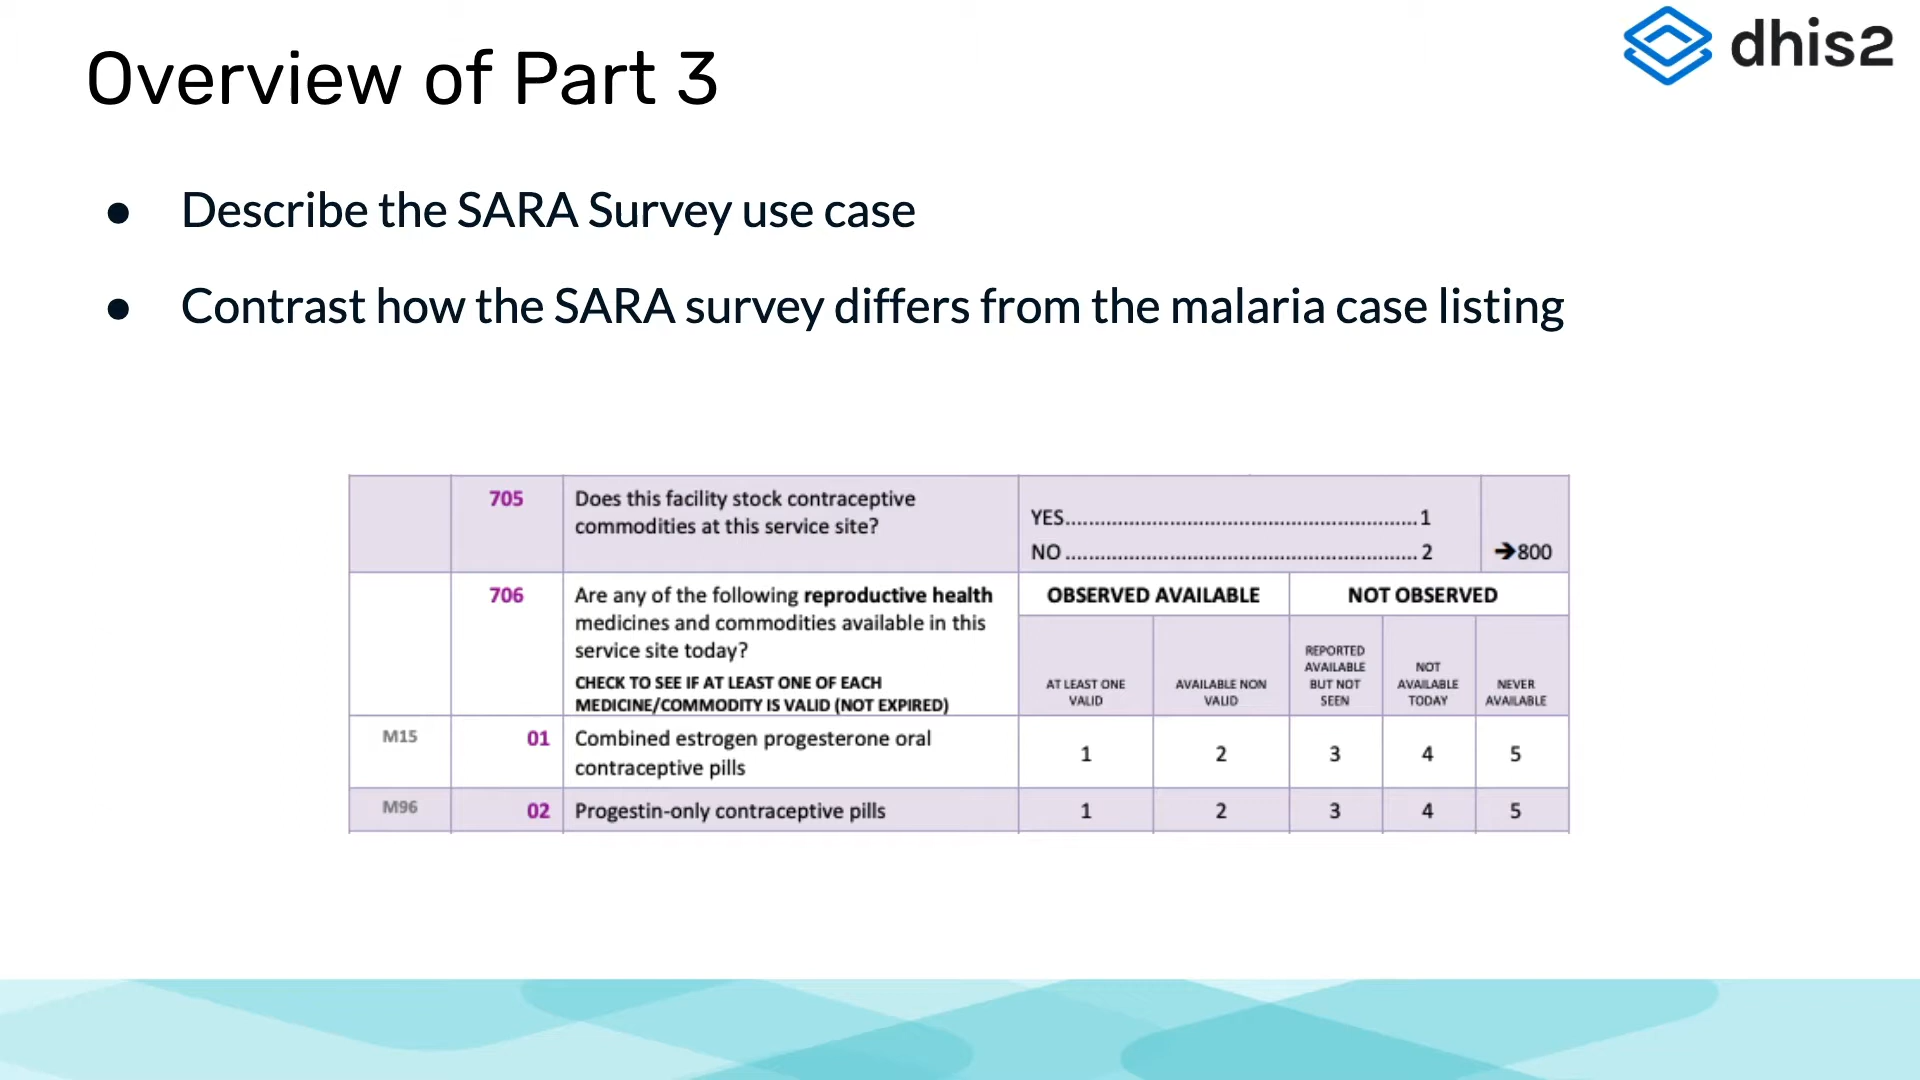 dhis2
Overview of Part 3
● Describe the SARA Survey use case
● Contrast how the SARA survey differs from the malaria case listing
705 Does this facility stock contraceptive
commodities at this service site?
YES..........................................................1
NO..........................................................2 ➔800
706 Are any of the following reproductive health
medicines and commodities available in this
service site today?
CHECK TO SEE IF AT LEAST ONE OF EACH
MEDICINE/COMMODITY IS VALID (NOT EXPIRED)
OBSERVED AVAILABLE NOT OBSERVED
AT LEAST ONE
VALID
AVAILABLE NON
VALID
REPORTED
AVAILABLE
BUT NOT
SEEN
NOT
AVAILABLE
TODAY
NEVER
AVAILABLE
M15 01 Combined estrogen progesterone oral
contraceptive pills
1 2 3 4 5
M96 02 Progestin-only contraceptive pills 1 2 3 4 5